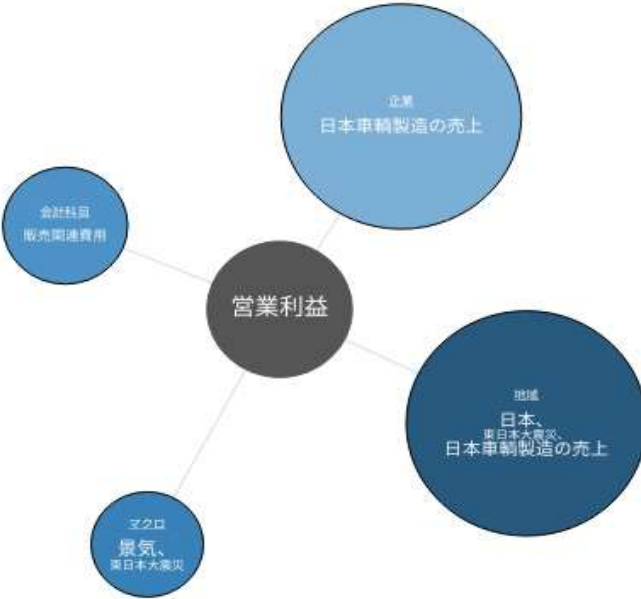 企業
日本車輌製造の売上
会計科目
販売関連費用
営業利益
地域
日本、
東日本大震災、
日本車輌製造の売上
マクロ
景気、
東日本大震災